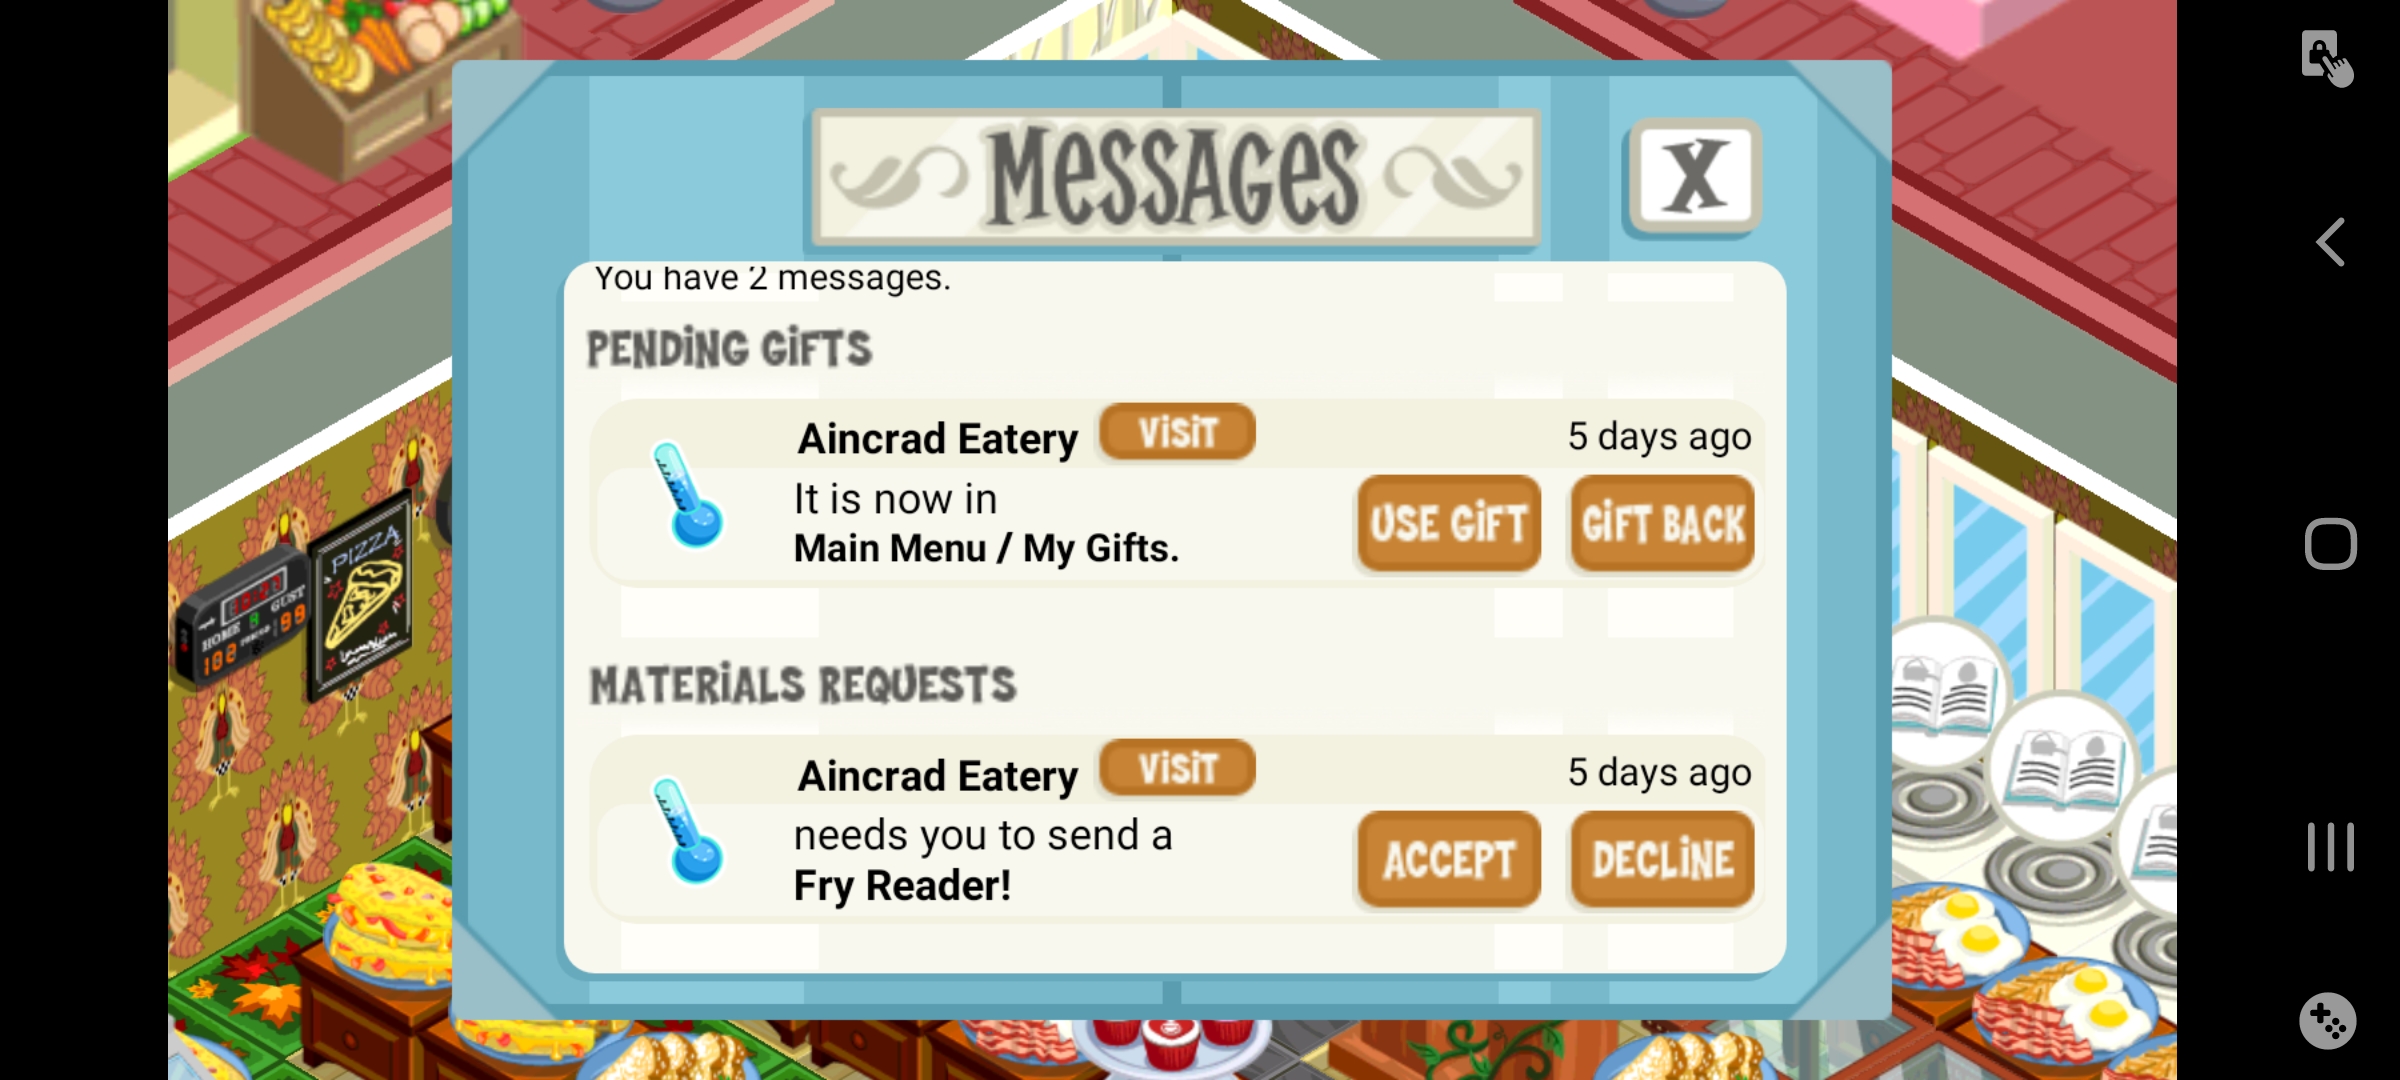 MESSAGES
X
You have 2 messages.
PENDING GIFTS
Aincrad Eatery VISIT 5 days ago
It is now in
Main Menu / My Gifts.
USE GIFT GIFT BACK
MATERIALS REQUESTS
Aincrad Eatery VISIT 5 days ago
needs you to send a
Fry Reader!
ACCEPT DECLINE
PIZZA
HOME GUST
102 99